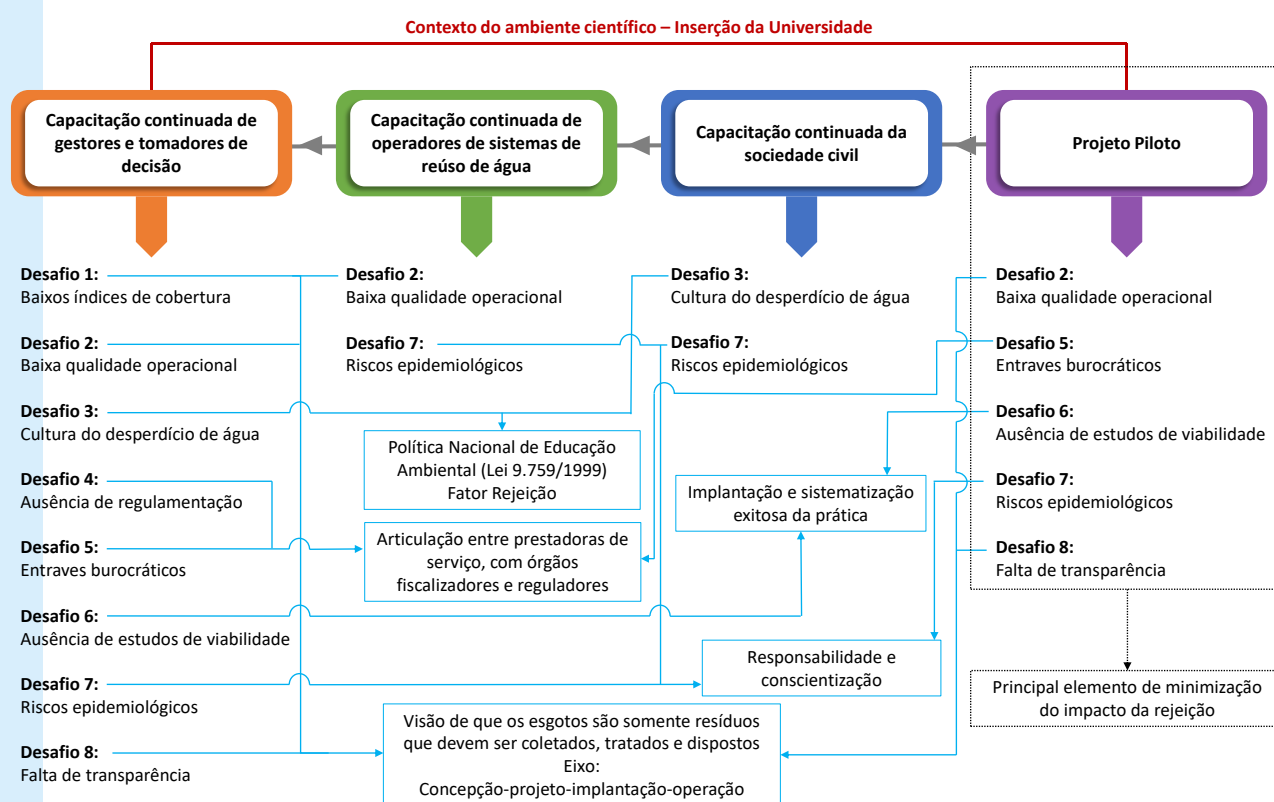 Contexto do ambiente científico – Inserção da Universidade
Capacitação continuada de
gestores e tomadores de
decisão
Capacitação continuada de
operadores de sistemas de
reúso de água
Capacitação continuada da
sociedade civil
Projeto Piloto
Desafio 1:
Baixos índices de cobertura
Desafio 2:
Baixa qualidade operacional
Desafio 3:
Cultura do desperdício de água
Desafio 4:
Ausência de regulamentação
Desafio 5:
Entraves burocráticos
Desafio 6:
Ausência de estudos de viabilidade
Desafio 7:
Riscos epidemiológicos
Desafio 8:
Falta de transparência
Desafio 2:
Baixa qualidade operacional
Desafio 7:
Riscos epidemiológicos
Desafio 3:
Cultura do desperdício de água
Desafio 7:
Riscos epidemiológicos
Desafio 2:
Baixa qualidade operacional
Desafio 5:
Entraves burocráticos
Desafio 6:
Ausência de estudos de viabilidade
Desafio 7:
Riscos epidemiológicos
Desafio 8:
Falta de transparência
Política Nacional de Educação
Ambiental (Lei 9.759/1999)
Fator Rejeição
Articulação entre prestadoras de
serviço, com órgãos
fiscalizadores e reguladores
Implantação e sistematização
exitosa da prática
Responsabilidade e
conscientização
Visão de que os esgotos são somente resíduos
que devem ser coletados, tratados e dispostos
Eixo:
Concepção-projeto-implantação-operação
Principal elemento de minimização
do impacto da rejeição